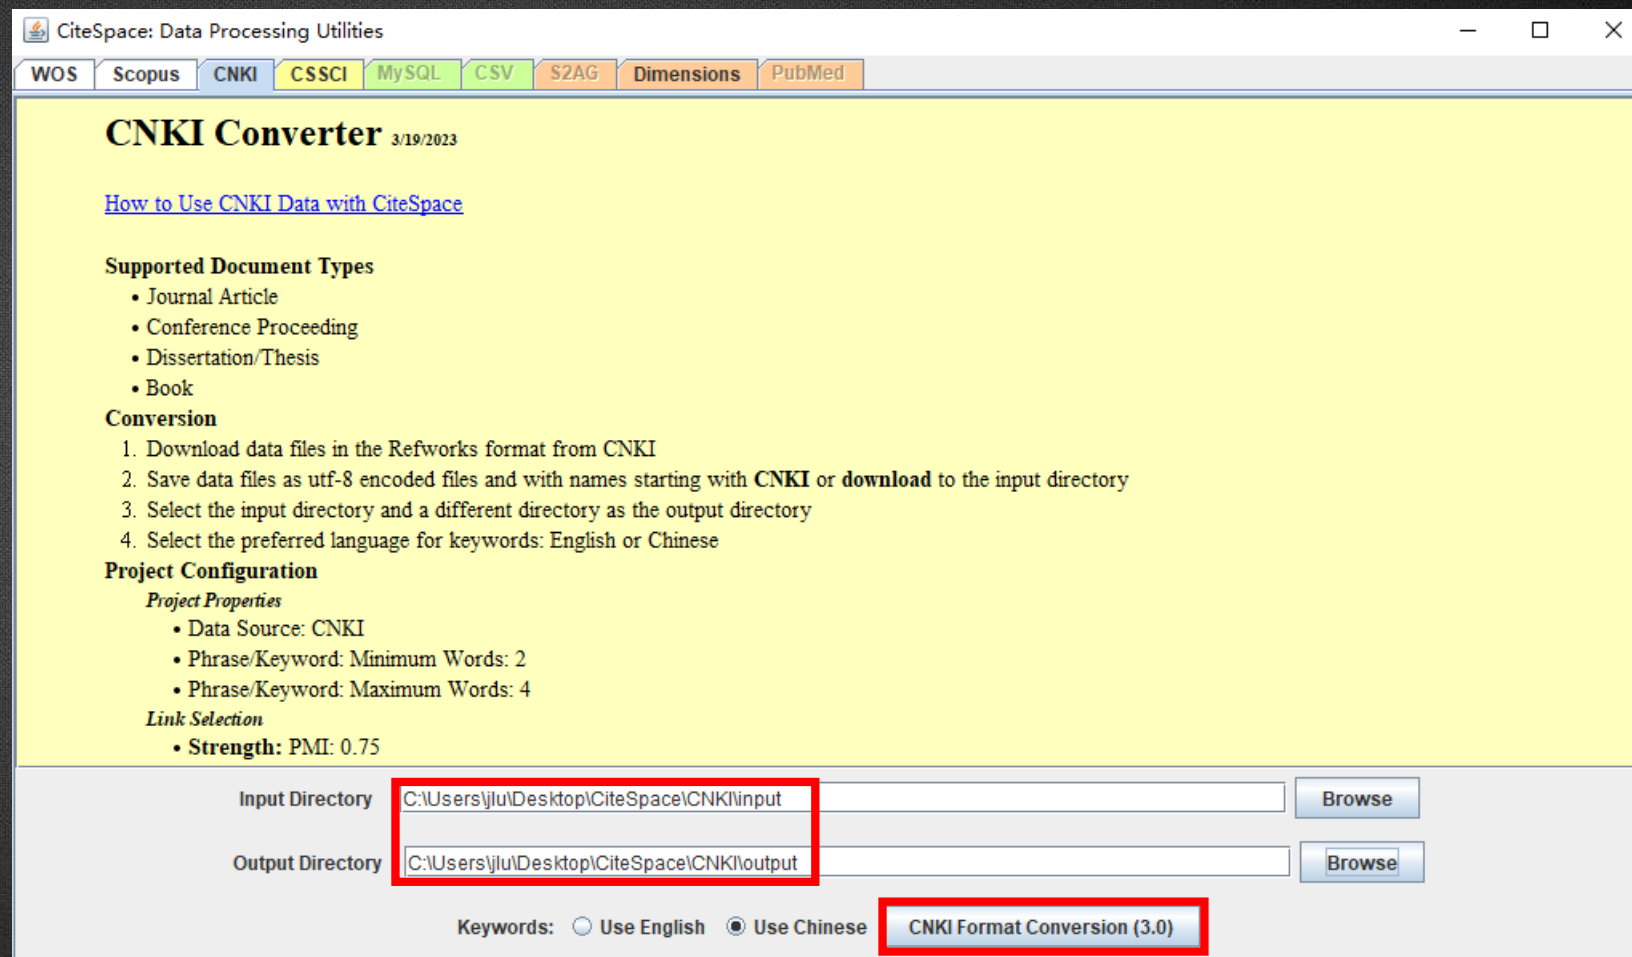 CiteSpace: Data Processing Utilities
WOS Scopus CNKI CSSCI MySQL CSV S2AG Dimensions PubMed
CNKI Converter 3/19/2023
How to Use CNKI Data with CiteSpace
Supported Document Types
• Journal Article
• Conference Proceeding
• Dissertation/Thesis
• Book
Conversion
1. Download data files in the Refworks format from CNKI
2. Save data files as utf-8 encoded files and with names starting with CNKI or download to the input directory
3. Select the input directory and a different directory as the output directory
4. Select the preferred language for keywords: English or Chinese
Project Configuration
Project Properties
• Data Source: CNKI
• Phrase/Keyword: Minimum Words: 2
• Phrase/Keyword: Maximum Words: 4
Link Selection
• Strength: PMI: 0.75
Input Directory C:\Users\jlu\Desktop\CiteSpace\CNKI\input Browse
Output Directory C:\Users\jlu\Desktop\CiteSpace\CNKI\output Browse
Keywords: Use English Use Chinese CNKI Format Conversion (3.0)